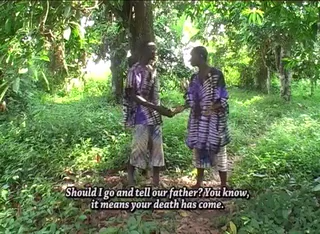 Should I go and tell our father? You know,
it means your death has come.